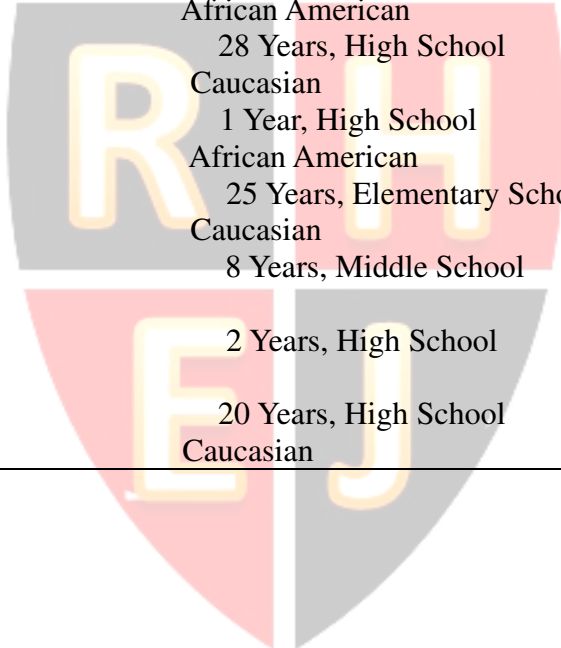 African American
28 Years, High School
Caucasian
1 Year, High School
African American
25 Years, Elementary
Caucasian
8 Years, Middle School
2 Years, High School
20 Years, High School
Caucasian
R H
E J